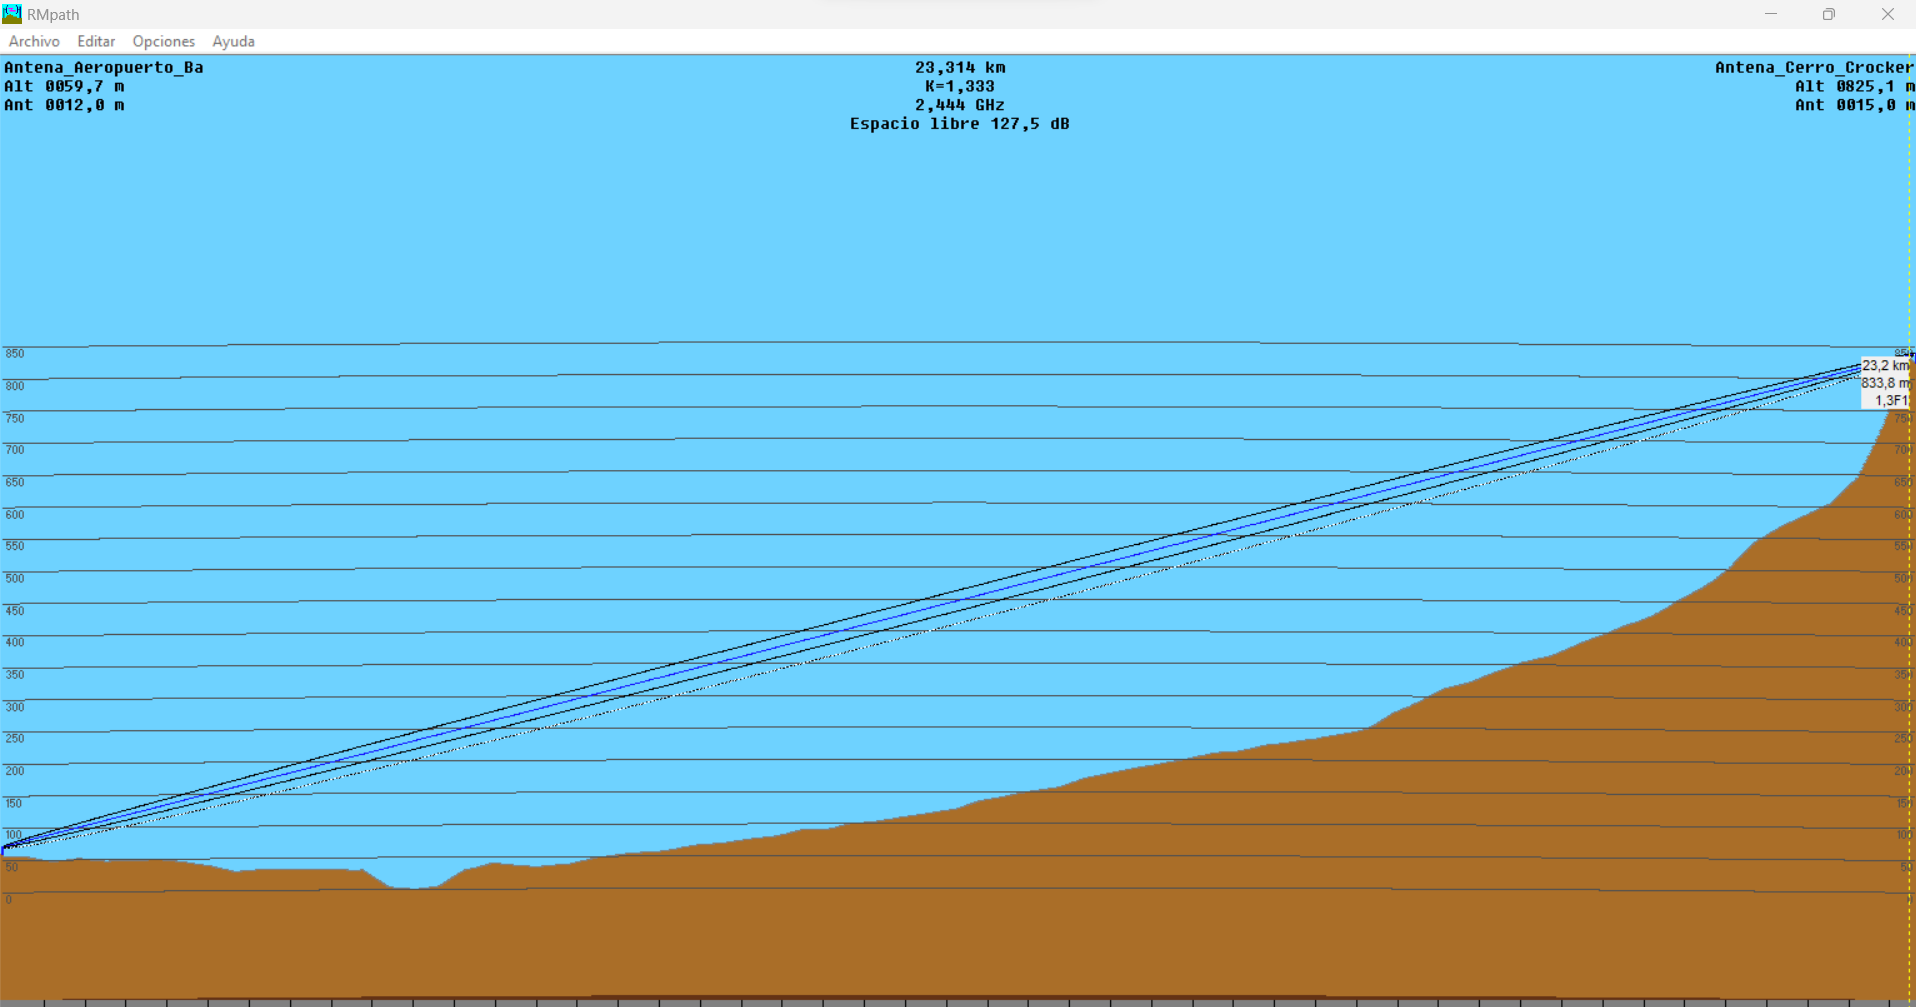 RMpath
Archivo Editar Opciones Ayuda
Antena_Aeropuerto_Ba
Alt 0059,7 m
Ant 0012,0 m
23,314 km
K=1,333
2,444 GHz
Espacio libre 127,5 dB
Antena_Cerro_Crocker
Alt 0825,1 m
Ant 0015,0 m
850
800
750
700
650
600
550
500
450
400
350
300
250
200
150
100
50
0
23,2 km
833,8 m
1,3F1